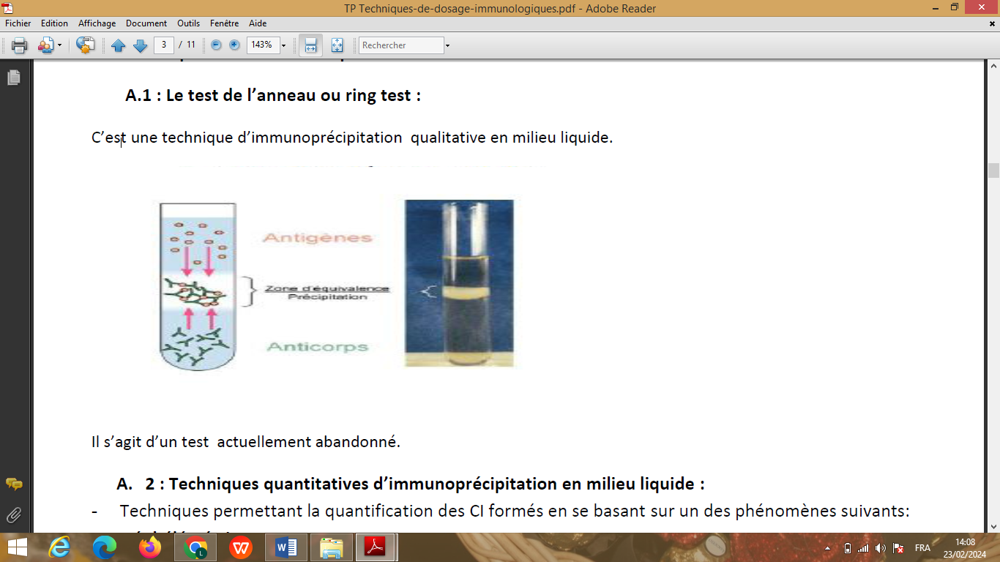 TP Techniques-de-dosage-immunologiques.pdf - Adobe Reader
Fichier Edition Affichage Document Outils Fenêtre Aide
3 / 11 143% Rechercher
A.1 : Le test de l’anneau ou ring test :
C’est une technique d’immunoprécipitation qualitative en milieu liquide.
Antigènes
Zone d'équivalence
Précipitation
Anticorps
Il s’agit d’un test actuellement abandonné.
A. 2 : Techniques quantitatives d’immunoprécipitation en milieu liquide :
- Techniques permettant la quantification des CI formés en se basant sur un des phénomènes suivants:
FRA
14:08
23/02/2024